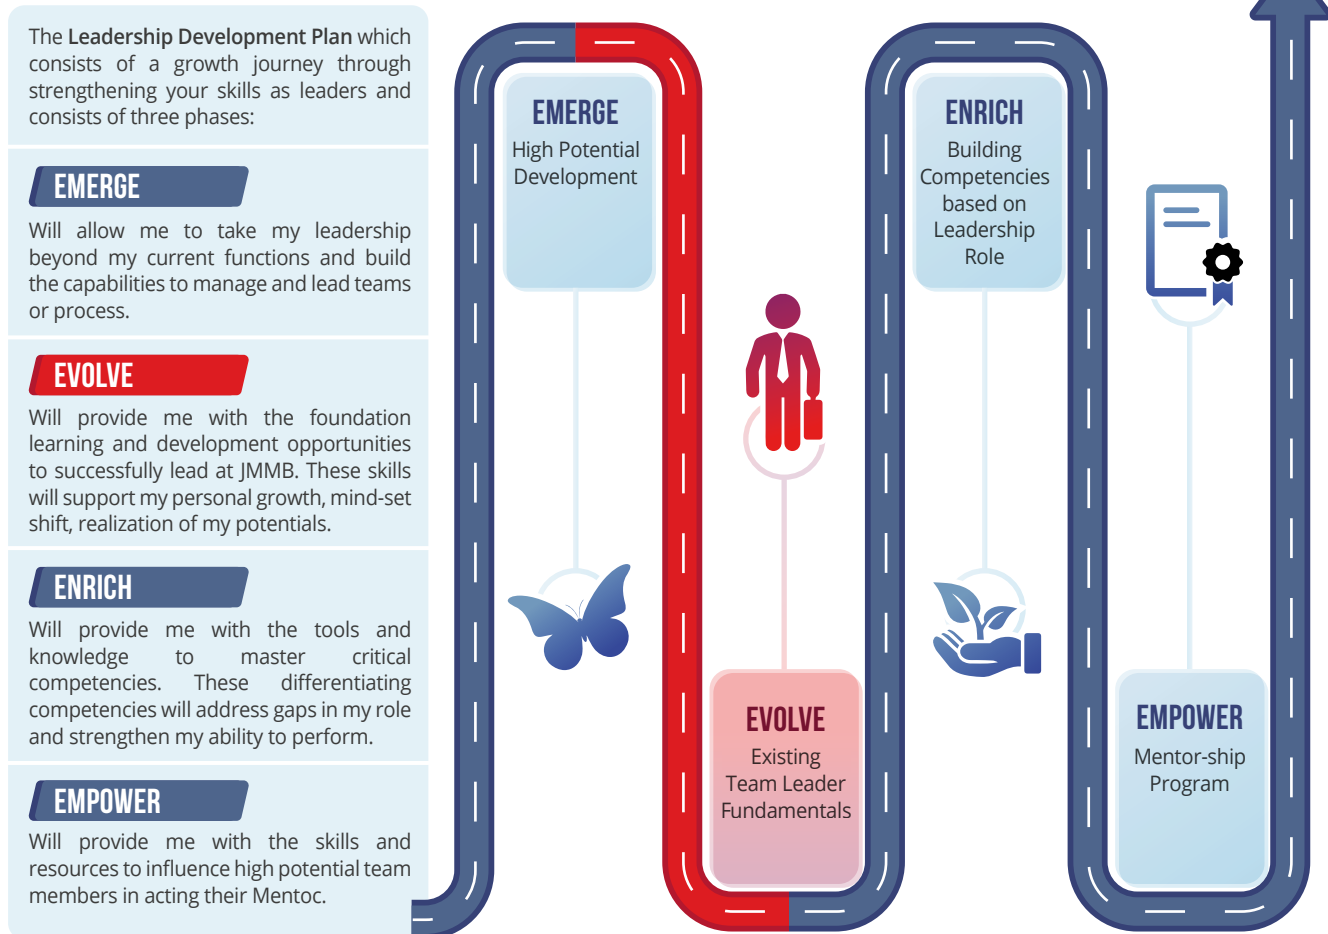 The Leadership Development Plan which
consists of a growth journey through
strengthening your skills as leaders and
consists of three phases:
EMERGE
Will allow me to take my leadership
beyond my current functions and build
the capabilities to manage and lead teams
or process.
EVOLVE
Will provide me with the foundation
learning and development opportunities
to successfully lead at JMMB. These skills
will support my personal growth, mind-set
shift, realization of my potentials.
ENRICH
Will provide me with the tools and
knowledge to master critical
competencies. These differentiating
competencies will address gaps in my role
and strengthen my ability to perform.
EMPOWER
Will provide me with the skills and
resources to influence high potential team
members in acting their Mentoc.
EMERGE
High Potential
Development
EVOLVE
Existing
Team Leader
Fundamentals
ENRICH
Building
Competencies
based on
Leadership
Role
EMPOWER
Mentor-ship
Program